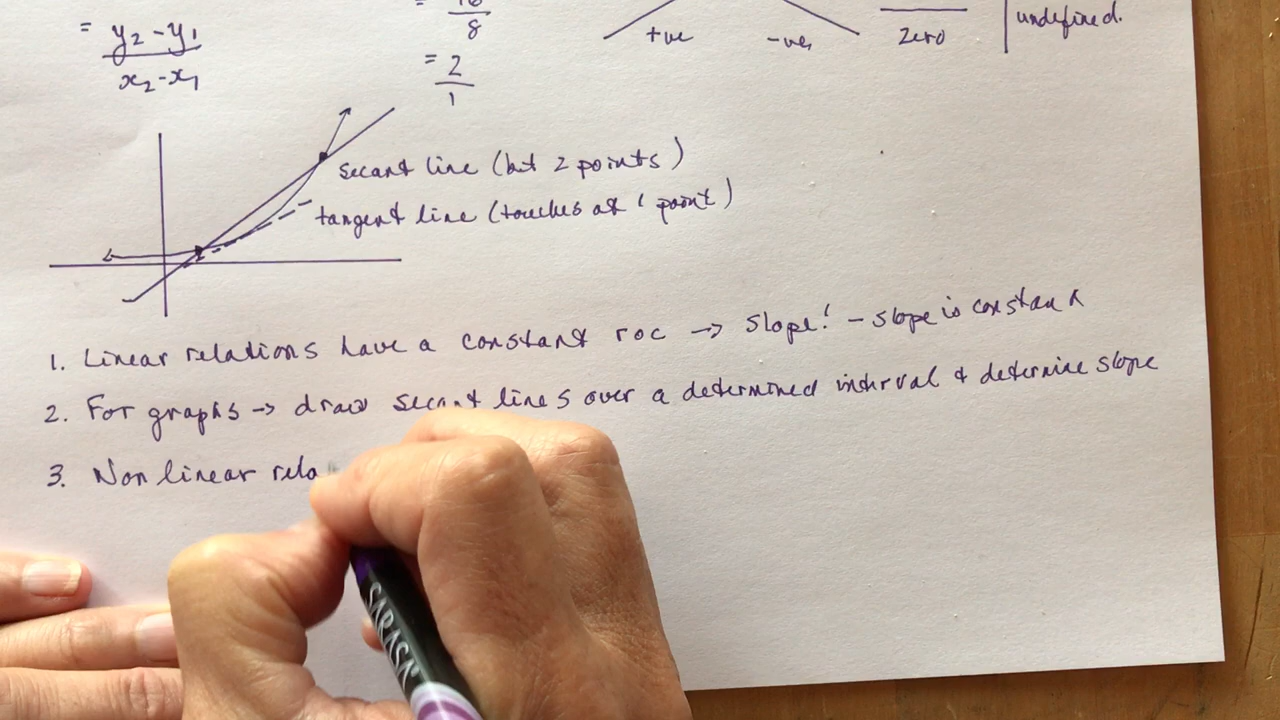 = y2 - y1
x2 - x1
=
8
= 2
1
+ve
-ve
zero
undefined.
secant line (bt 2 points)
tangent line (touches at 1 point)
1. Linear relations have a constant roc → slope! - slope is constant
2. For graphs → draw secant lines over a determined interval & determine slope
3. Non linear rela
SARASA